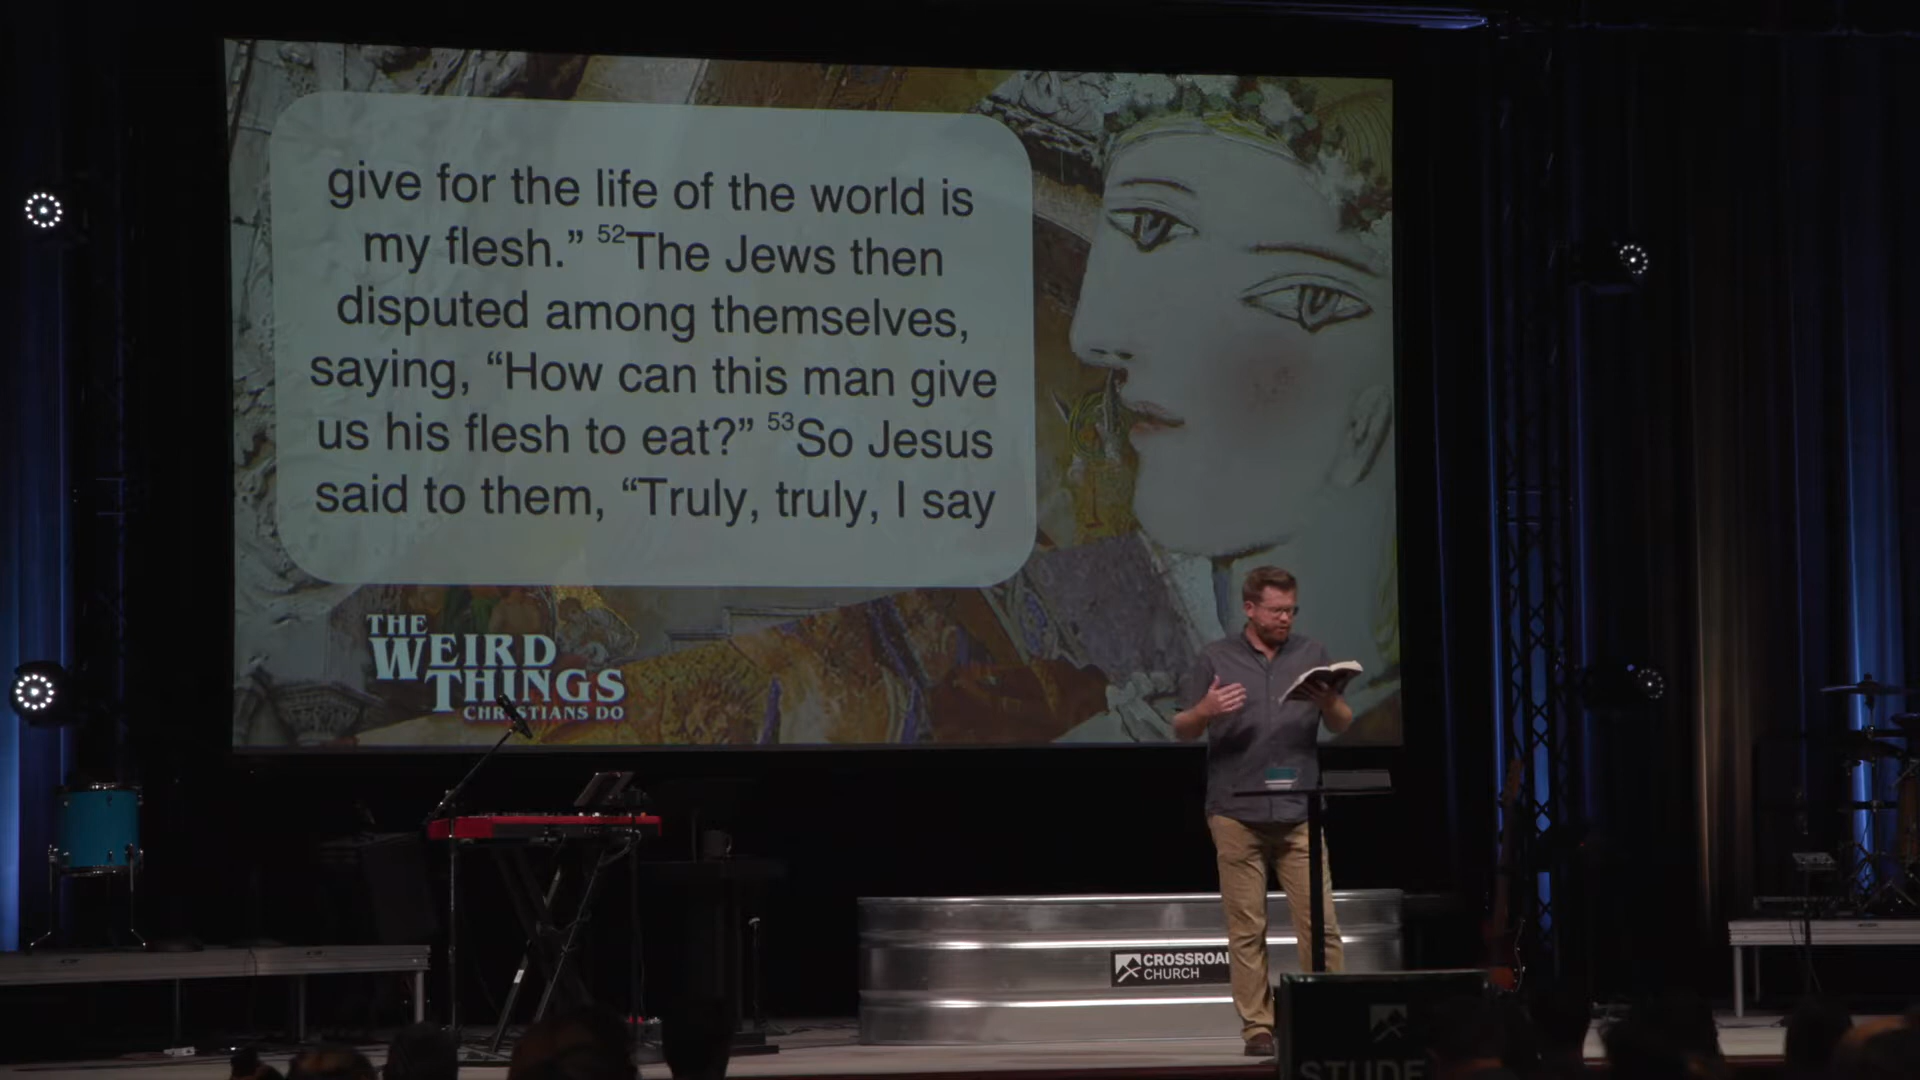 give for the life of the world is
my flesh.” 52The Jews then
disputed among themselves,
saying, “How can this man give
us his flesh to eat?” 53So Jesus
said to them, “Truly, truly, I say
THE
WEIRD
THINGS
CHRISTIANS DO
CROSSROA
CHURCH
STUDE